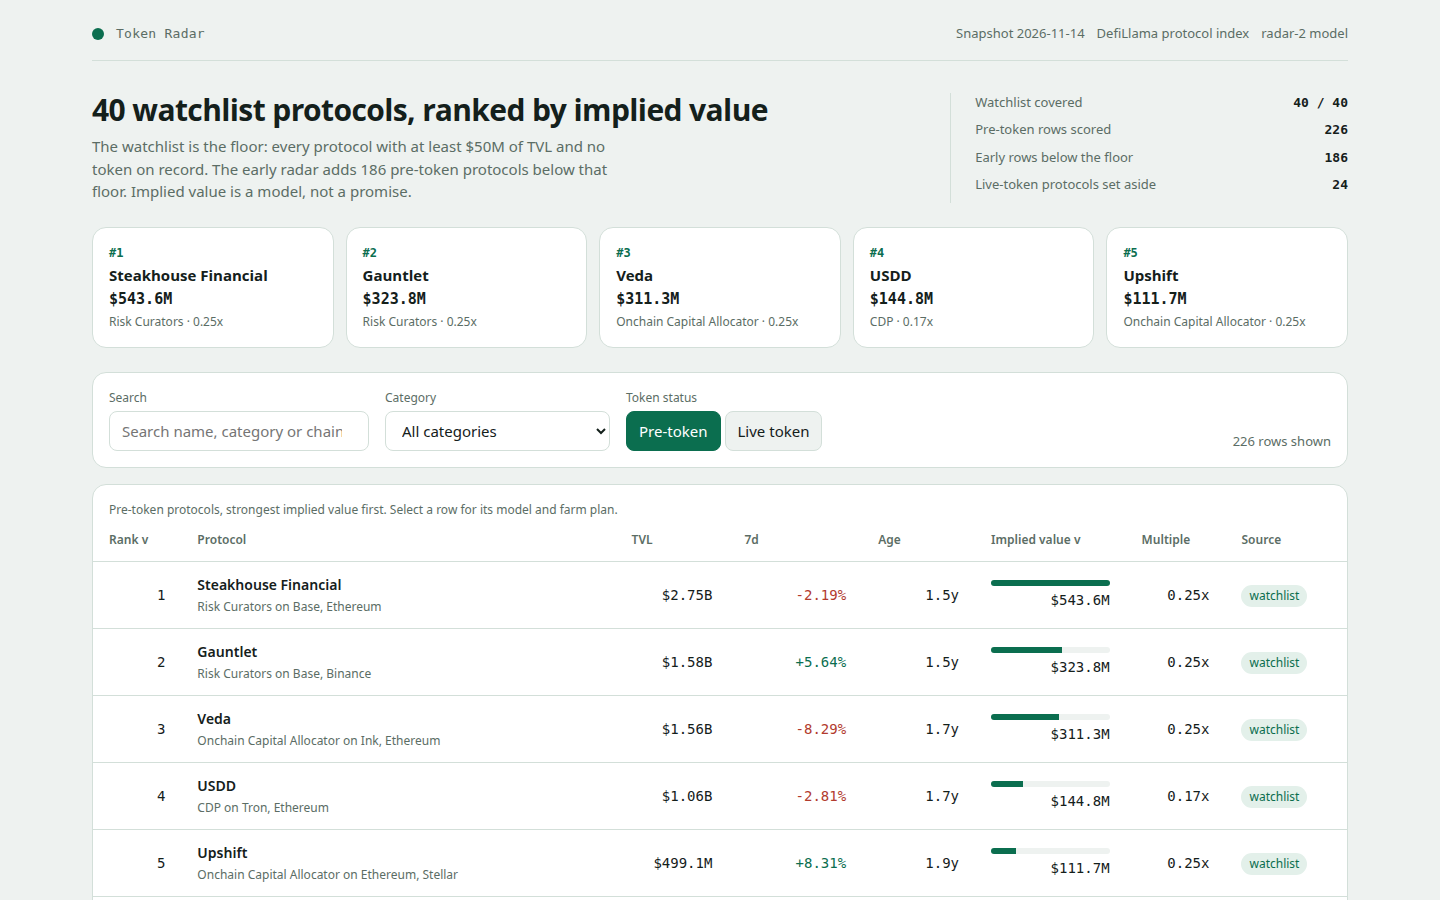 Token Radar
Snapshot 2026-11-14 DefiLlama protocol index radar-2 model
40 watchlist protocols, ranked by implied value
The watchlist is the floor: every protocol with at least $50M of TVL and no
token on record. The early radar adds 186 pre-token protocols below that
floor. Implied value is a model, not a promise.
Watchlist covered 40 / 40
Pre-token rows scored 226
Early rows below the floor 186
Live-token protocols set aside 24
#1
Steakhouse Financial
$543.6M
Risk Curators · 0.25x
#2
Gauntlet
$323.8M
Risk Curators · 0.25x
#3
Veda
$311.3M
Onchain Capital Allocator · 0.25x
#4
USDD
$144.8M
CDP · 0.17x
#5
Upshift
$111.7M
Onchain Capital Allocator · 0.25x
Search
Search name, category or chain
Category
All categories
Token status
Pre-token Live token
226 rows shown
Pre-token protocols, strongest implied value first. Select a row for its model and farm plan.
Rank v Protocol TVL 7d Age Implied value v Multiple Source
1 Steakhouse Financial $2.75B -2.19% 1.5y $543.6M 0.25x watchlist
Risk Curators on Base, Ethereum
2 Gauntlet $1.58B +5.64% 1.5y $323.8M 0.25x watchlist
Risk Curators on Base, Binance
3 Veda $1.56B -8.29% 1.7y $311.3M 0.25x watchlist
Onchain Capital Allocator on Ink, Ethereum
4 USDD $1.06B -2.81% 1.7y $144.8M 0.17x watchlist
CDP on Tron, Ethereum
5 Upshift $499.1M +8.31% 1.9y $111.7M 0.25x watchlist
Onchain Capital Allocator on Ethereum, Stellar